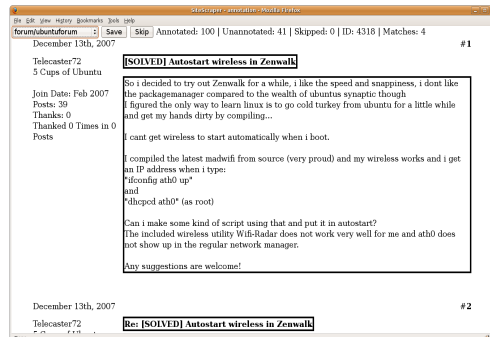 SiteScraper - annotation - Mozilla Firefox
File Edit View History Bookmarks Tools Help
forum/ubuntuforum Save Skip Annotated: 100 | Unannotated: 41 | Skipped: 0 | ID: 4318 | Matches: 4
December 13th, 2007 #1
Telecaster72 [SOLVED] Autostart wireless in Zenwalk
5 Cups of Ubuntu
Join Date: Feb 2007
Posts: 39
Thanks: 0
Thanked 0 Times in 0
Posts
So i decided to try out Zenwalk for a while, i like the speed and snappiness, i dont like
the packagemanager compared to the wealth of ubuntus synaptic though
I figured the only way to learn linux is to go cold turkey from ubuntu for a little while
and get my hands dirty by compiling...
I cant get wireless to start automatically when i boot.
I compiled the latest madwifi from source (very proud) and my wireless works and i get
an IP address when i type:
"ifconfig ath0 up"
and
"dhcpcd ath0" (as root)
Can i make some kind of script using that and put it in autostart?
The included wireless utility Wifi-Radar does not work very well for me and ath0 does
not show up in the regular network manager.
Any suggestions are welcome!
December 13th, 2007 #2
Telecaster72 Re: [SOLVED] Autostart wireless in Zenwalk